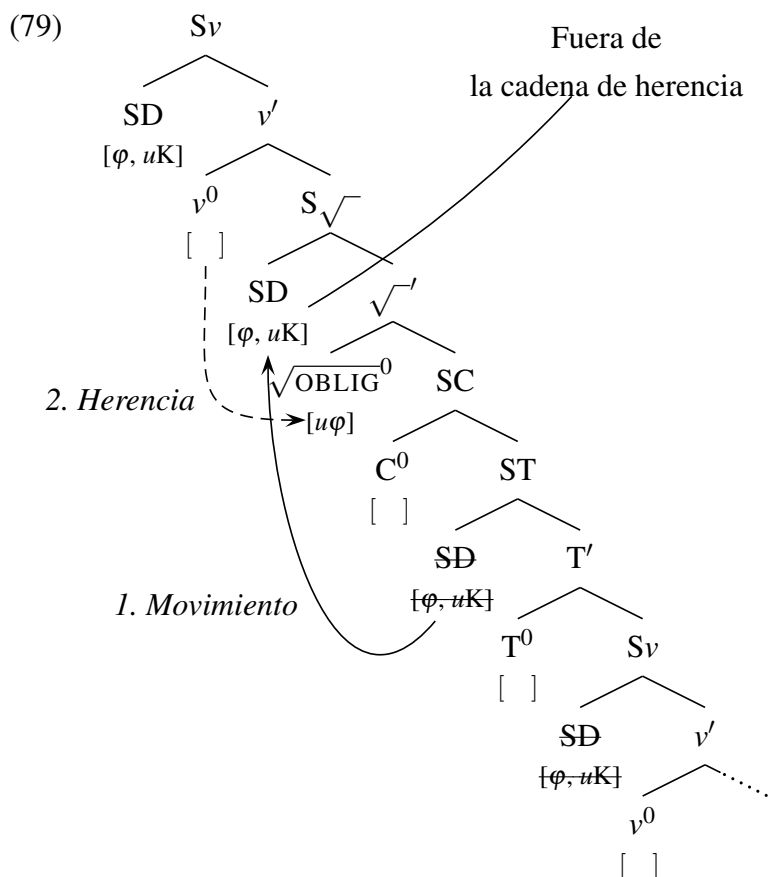 (79)
Sv
Fuera de
la cadena de herencia
SD
v′
[φ, uK]
v⁰
S√
[ ]
SD
√′
[φ, uK]
√OBLIG⁰
SC
2. Herencia
[uφ]
C⁰
ST
[ ]
SD
T′
1. Movimiento
[φ, uK]
T⁰
Sv
[ ]
SD
v′
[φ, uK]
v⁰
[ ]